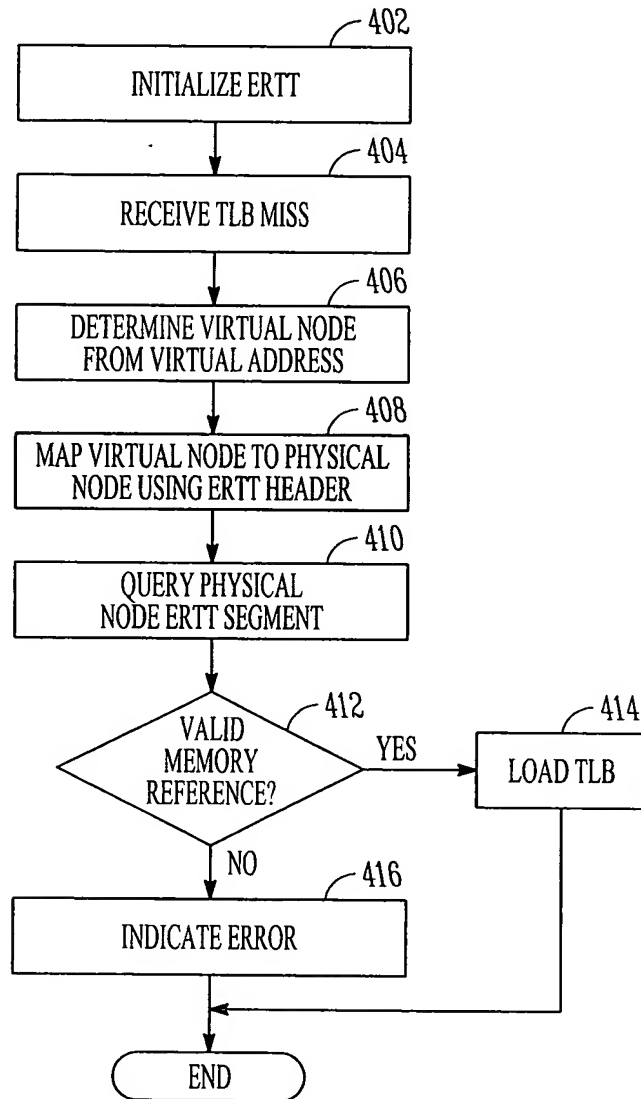 402
INITIALIZE ERTT
404
RECEIVE TLB MISS
406
DETERMINE VIRTUAL NODE
FROM VIRTUAL ADDRESS
408
MAP VIRTUAL NODE TO PHYSICAL
NODE USING ERTT HEADER
410
QUERY PHYSICAL
NODE ERTT SEGMENT
412
VALID
MEMORY
REFERENCE?
YES
414
LOAD TLB
NO
416
INDICATE ERROR
END